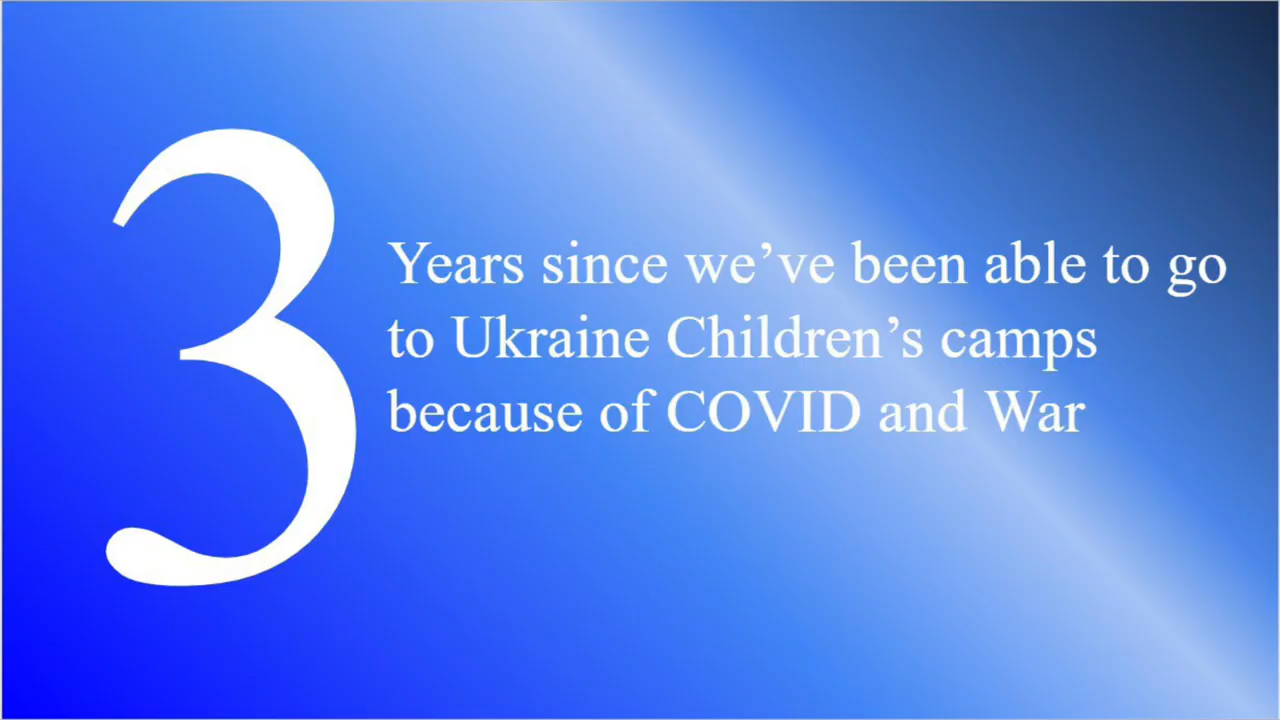 3
Years since we’ve been able to go
to Ukraine Children’s camps
because of COVID and War